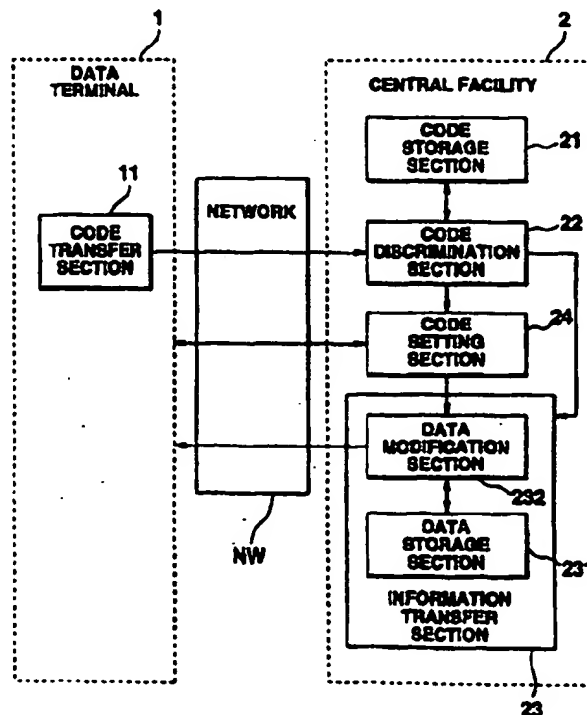 1
DATA
TERMINAL
11
CODE
TRANSFER
SECTION
NETWORK
NW
2
CENTRAL FACILITY
CODE
STORAGE
SECTION
21
22
CODE
DISCRIMINATION
SECTION
24
CODE
SETTING
SECTION
DATA
MODIFICATION
SECTION
232
DATA
STORAGE
SECTION
231
INFORMATION
TRANSFER
SECTION
23